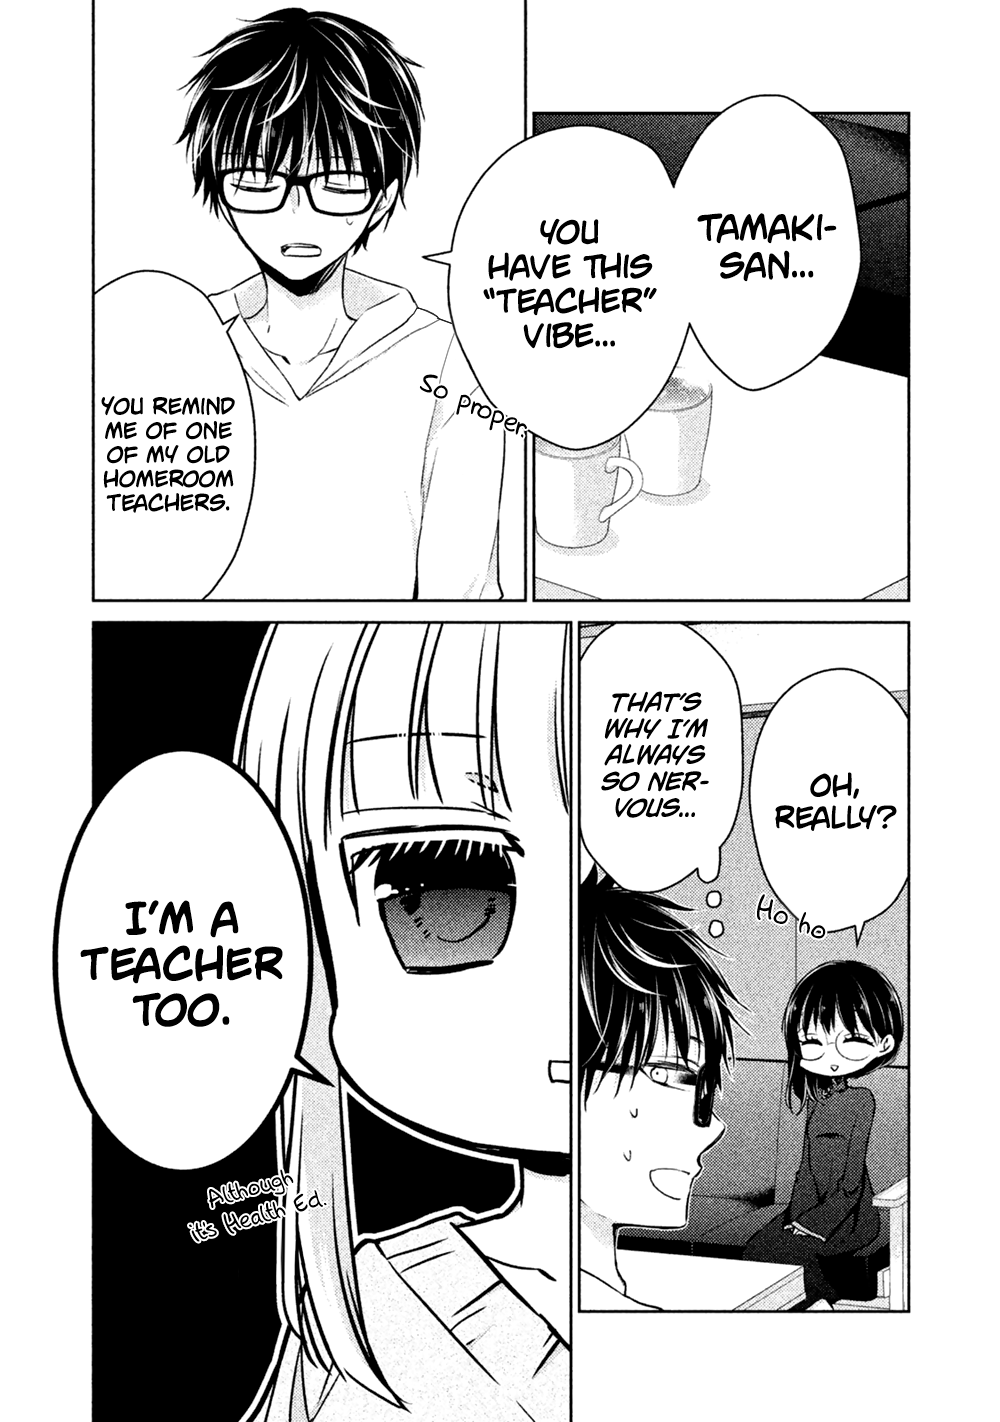 TAMAKI-
SAN...
YOU
HAVE THIS
"TEACHER"
VIBE...
So proper.
YOU REMIND
ME OF ONE
OF MY OLD
HOMEROOM
TEACHERS.
OH,
REALLY?
Ho ho
THAT'S
WHY I'M
ALWAYS
SO NER-
VOUS...
I'M A
TEACHER
TOO.
Although
it's Health Ed.